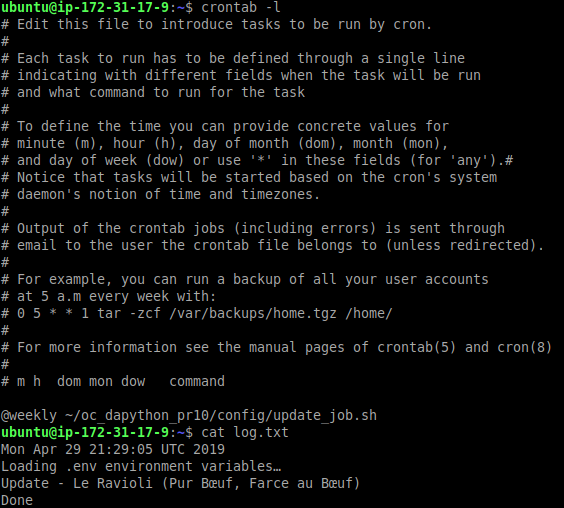 ubuntu@ip-172-31-17-9:~$ crontab -l
# Edit this file to introduce tasks to be run by cron.
#
# Each task to run has to be defined through a single line
# indicating with different fields when the task will be run
# and what command to run for the task
#
# To define the time you can provide concrete values for
# minute (m), hour (h), day of month (dom), month (mon),
# and day of week (dow) or use '*' in these fields (for 'any').#
# Notice that tasks will be started based on the cron's system
# daemon's notion of time and timezones.
#
# Output of the crontab jobs (including errors) is sent through
# email to the user the crontab file belongs to (unless redirected).
#
# For example, you can run a backup of all your user accounts
# at 5 a.m every week with:
# 0 5 * * 1 tar -zcf /var/backups/home.tgz /home/
#
# For more information see the manual pages of crontab(5) and cron(8)
#
# m h  dom mon dow   command

@weekly ~/oc_dapython_pr10/config/update_job.sh
ubuntu@ip-172-31-17-9:~$ cat log.txt
Mon Apr 29 21:29:05 UTC 2019
Loading .env environment variables…
Update - Le Ravioli (Pur Bœuf, Farce au Bœuf)
Done